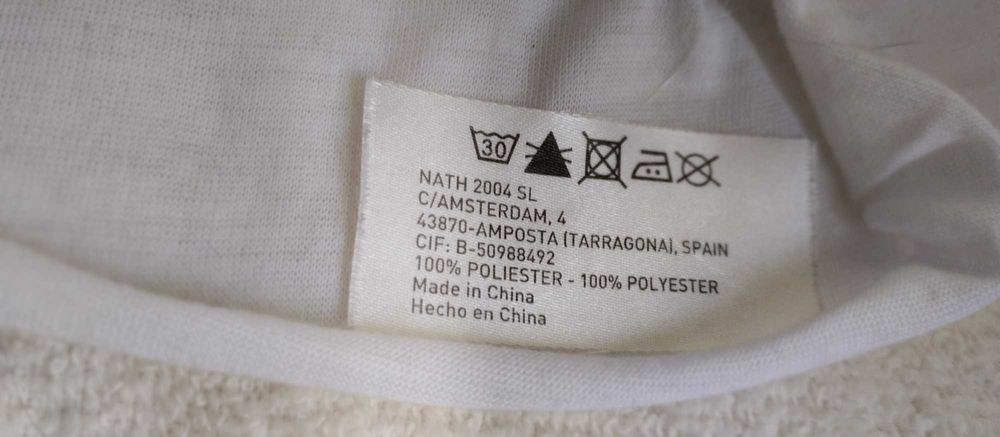 30
NATH 2004 SL
C/AMSTERDAM, 4
43870-AMPOSTA (TARRAGONA), SPAIN
CIF: B-50988492
100% POLIESTER - 100% POLYESTER
Made in China
Hecho en China